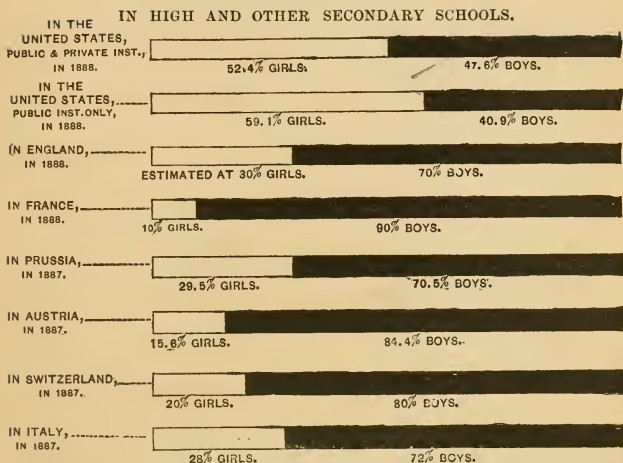 IN HIGH AND OTHER SECONDARY SCHOOLS.
IN THE
UNITED STATES,
PUBLIC & PRIVATE INST.,
IN 1888.
52.4% GIRLS.
47.6% BOYS.
IN THE
UNITED STATES,
PUBLIC INST. ONLY,
IN 1888.
59.1% GIRLS.
40.9% BOYS.
IN ENGLAND,
IN 1888.
ESTIMATED AT 30% GIRLS.
70% BOYS.
IN FRANCE,
IN 1888.
10% GIRLS.
90% BOYS.
IN PRUSSIA,
IN 1887.
29.5% GIRLS.
70.5% BOYS.
IN AUSTRIA,
IN 1887.
15.6% GIRLS.
84.4% BOYS.
IN SWITZERLAND,
IN 1887.
20% GIRLS.
80% BOYS.
IN ITALY,
IN 1887.
28% GIRLS.
72% BOYS.